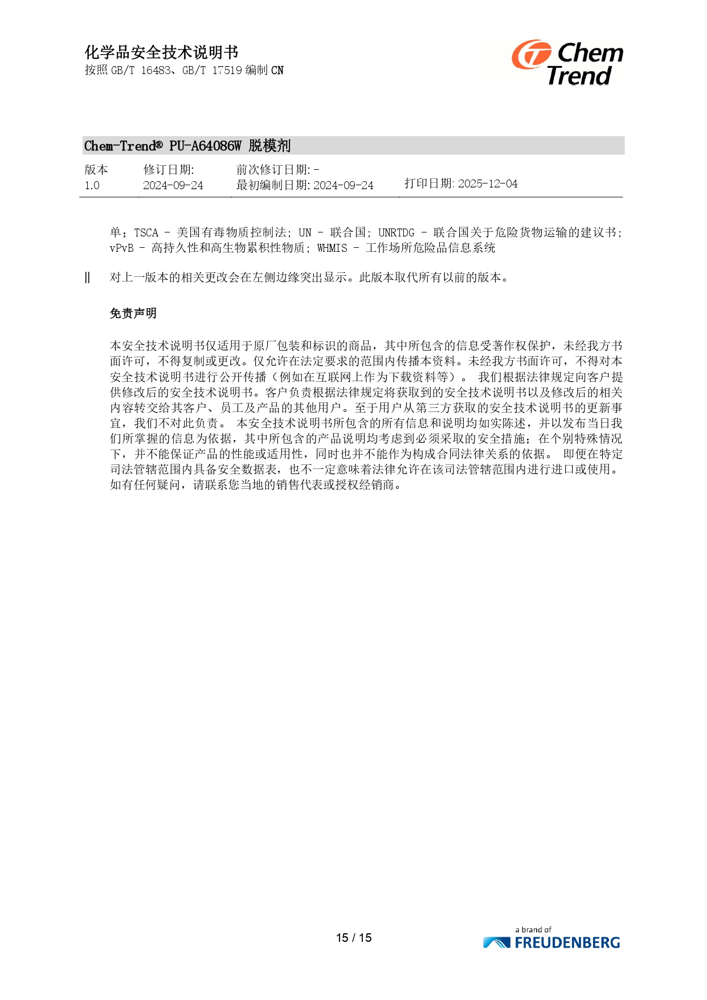 化学品安全技术说明书
按照 GB/T 16483、GB/T 17519 编制 CN
Chem
Trend
Chem-Trend® PU-A64086W 脱模剂
版本
1.0
修订日期:
2024-09-24
前次修订日期: -
最初编制日期: 2024-09-24
打印日期: 2025-12-04
单；TSCA - 美国有毒物质控制法; UN - 联合国; UNRTDG - 联合国关于危险货物运输的建议书;
vPvB - 高持久性和高生物累积性物质; WHMIS - 工作场所危险品信息系统
|| 对上一版本的相关更改会在左侧边缘突出显示。此版本取代所有以前的版本。
免责声明
本安全技术说明书仅适用于原厂包装和标识的商品，其中所包含的信息受著作权保护，未经我方书
面许可，不得复制或更改。仅允许在法定要求的范围内传播本资料。未经我方书面许可，不得对本
安全技术说明书进行公开传播（例如在互联网上作为下载资料等）。 我们根据法律规定向客户提
供修改后的安全技术说明书。客户负责根据法律规定将获取到的安全技术说明书以及修改后的相关
内容转交给其客户、员工及产品的其他用户。至于用户从第三方获取的安全技术说明书的更新事
宜，我们不对此负责。 本安全技术说明书所包含的所有信息和说明均如实陈述，并以发布当日我
们所掌握的信息为依据，其中所包含的产品说明均考虑到必须采取的安全措施；在个别特殊情况
下，并不能保证产品的性能或适用性，同时也并不能作为构成合同法律关系的依据。 即便在特定
司法管辖范围内具备安全数据表，也不一定意味着法律允许在该司法管辖范围内进行进口或使用。
如有任何疑问，请联系您当地的销售代表或授权经销商。
15 / 15
a brand of
FREUDENBERG